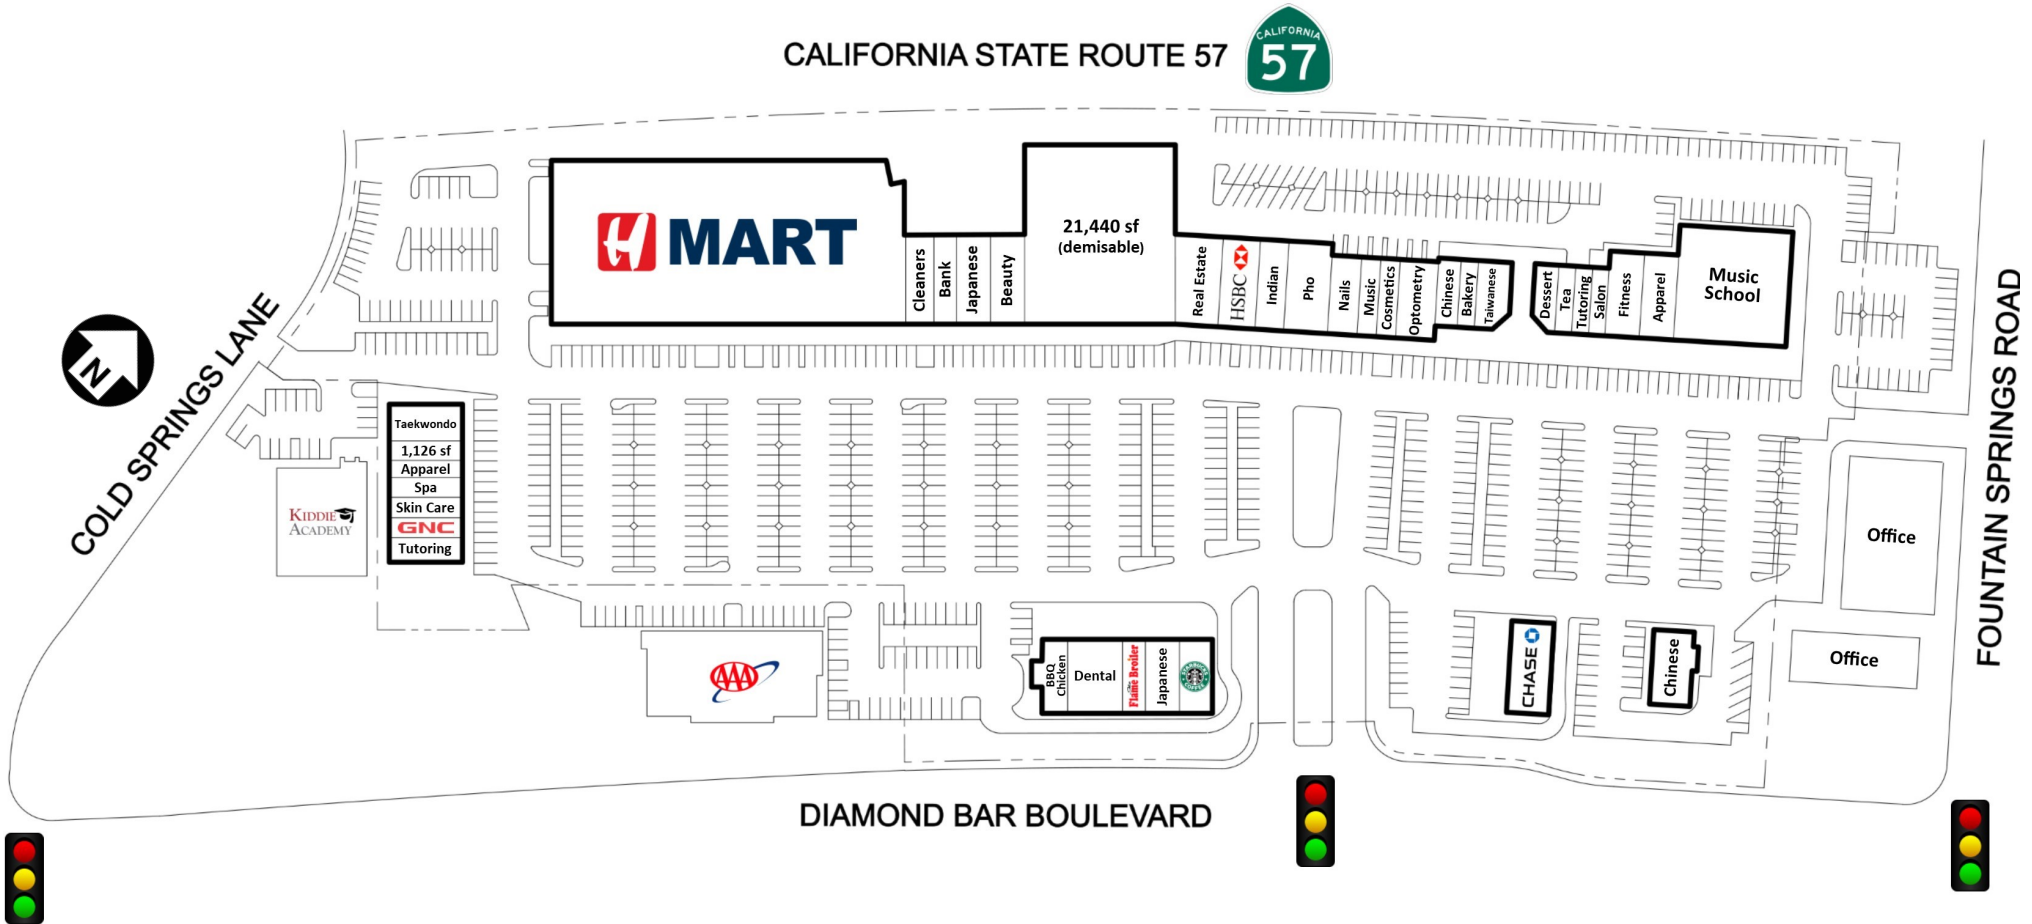 CALIFORNIA STATE ROUTE 57
CALIFORNIA
57
H MART
Cleaners
Bank
Japanese
Beauty
21,440 sf
(demisable)
Real Estate
HSBC
Indian
Pho
Nails
Music
Cosmetics
Optometry
Chinese
Bakery
Taiwanese
Dessert
Tea
Tutoring
Salon
Fitness
Apparel
Music
School
COLD SPRINGS LANE
N
FOUNTAIN SPRINGS ROAD
Taekwondo
1,126 sf
Apparel
Spa
Skin Care
GNC
Tutoring
KIDDIE
ACADEMY
Office
Office
AAA
BBQ
Chicken
Dental
Flame Broiler
Japanese
STARBUCKS
COFFEE
CHASE
Chinese
DIAMOND BAR BOULEVARD